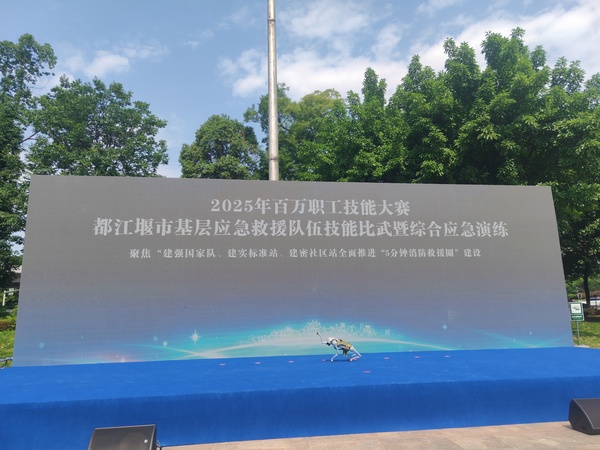 2025年百万职工技能大赛
都江堰市基层应急救援队伍技能比武暨综合应急演练
聚焦“建强国家队、建实标准站、建密社区站全面推进“5分钟消防救援圈”建设